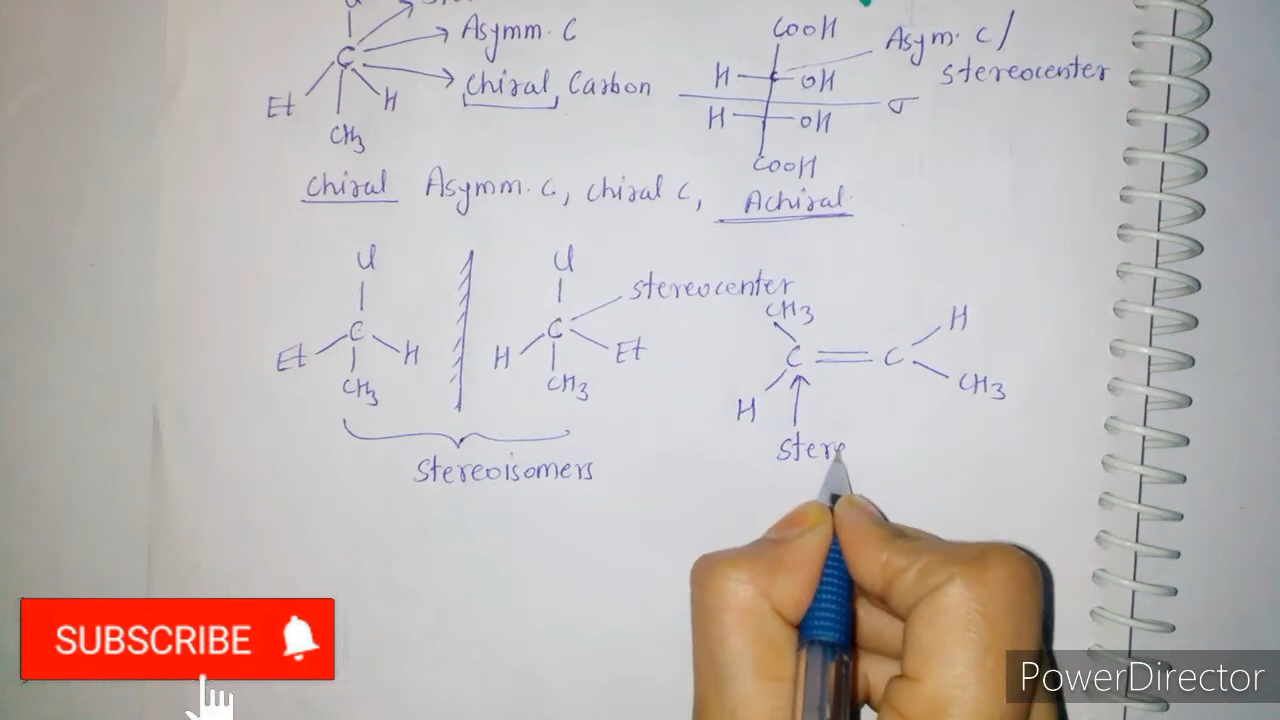 Asymm. C
Chiral Carbon
C
Et
H
CH3
COOH
H OH
H OH
COOH
σ
Asym. C/
stereocenter
Chiral Asymm. C, chiral C, Achiral
Cl
C
Et H
CH3
Cl
C
H Et
CH3
stereocenter
stereoisomers
CH3 H
C = C
H CH3
stere
SUBSCRIBE
PowerDirector